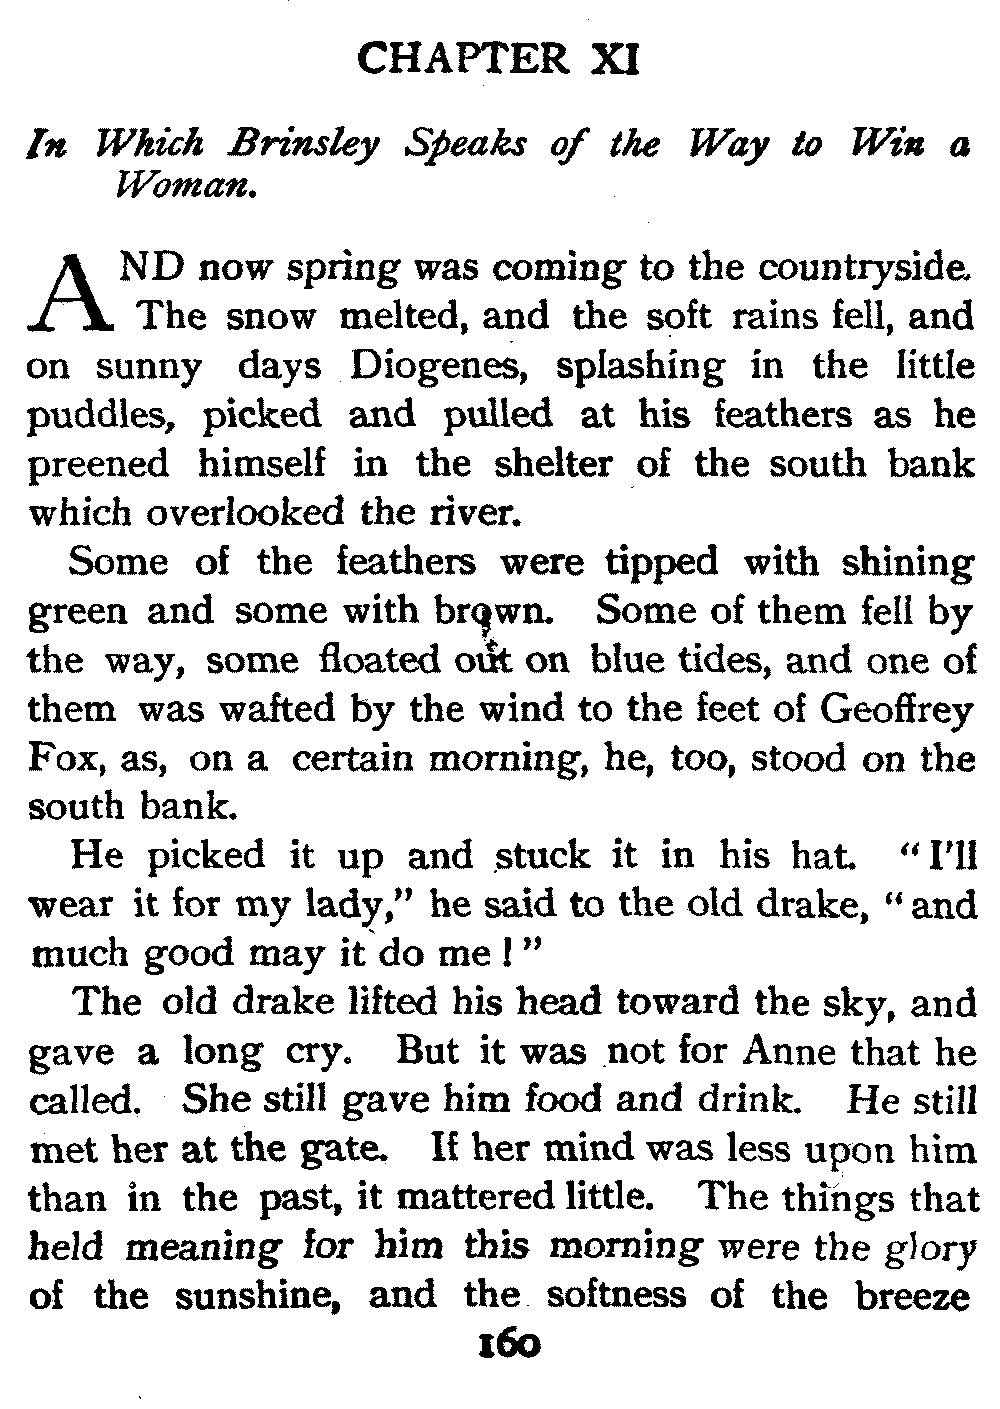 CHAPTER XI
In Which Brinsley Speaks of the Way to Win a
Woman.
AND now spring was coming to the countryside.
The snow melted, and the soft rains fell, and
on sunny days Diogenes, splashing in the little
puddles, picked and pulled at his feathers as he
preened himself in the shelter of the south bank
which overlooked the river.
Some of the feathers were tipped with shining
green and some with brown. Some of them fell by
the way, some floated out on blue tides, and one of
them was wafted by the wind to the feet of Geoffrey
Fox, as, on a certain morning, he, too, stood on the
south bank.
He picked it up and stuck it in his hat. "I'll
wear it for my lady," he said to the old drake, "and
much good may it do me!"
The old drake lifted his head toward the sky, and
gave a long cry. But it was not for Anne that he
called. She still gave him food and drink. He still
met her at the gate. If her mind was less upon him
than in the past, it mattered little. The things that
held meaning for him this morning were the glory
of the sunshine, and the softness of the breeze
160